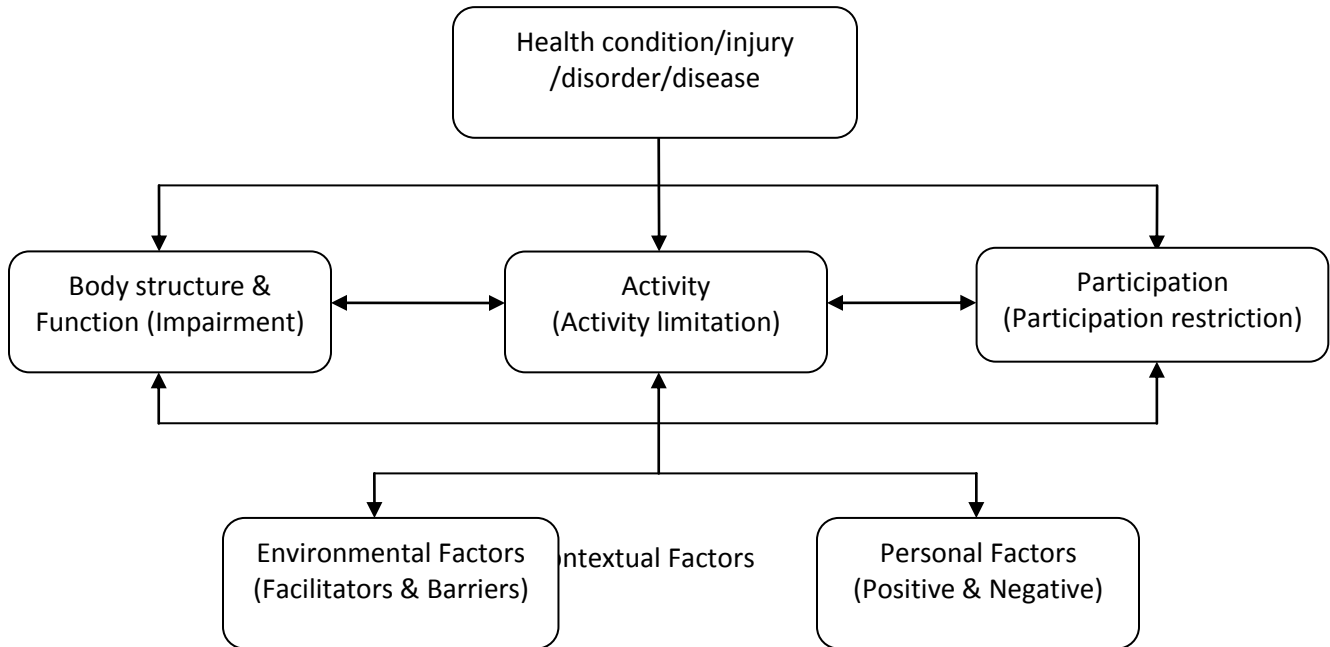 Health condition/injury
/disorder/disease
Body structure &
Function (Impairment)
Activity
(Activity limitation)
Participation
(Participation restriction)
Environmental Factors
(Facilitators & Barriers)
ontextual Factors
Personal Factors
(Positive & Negative)